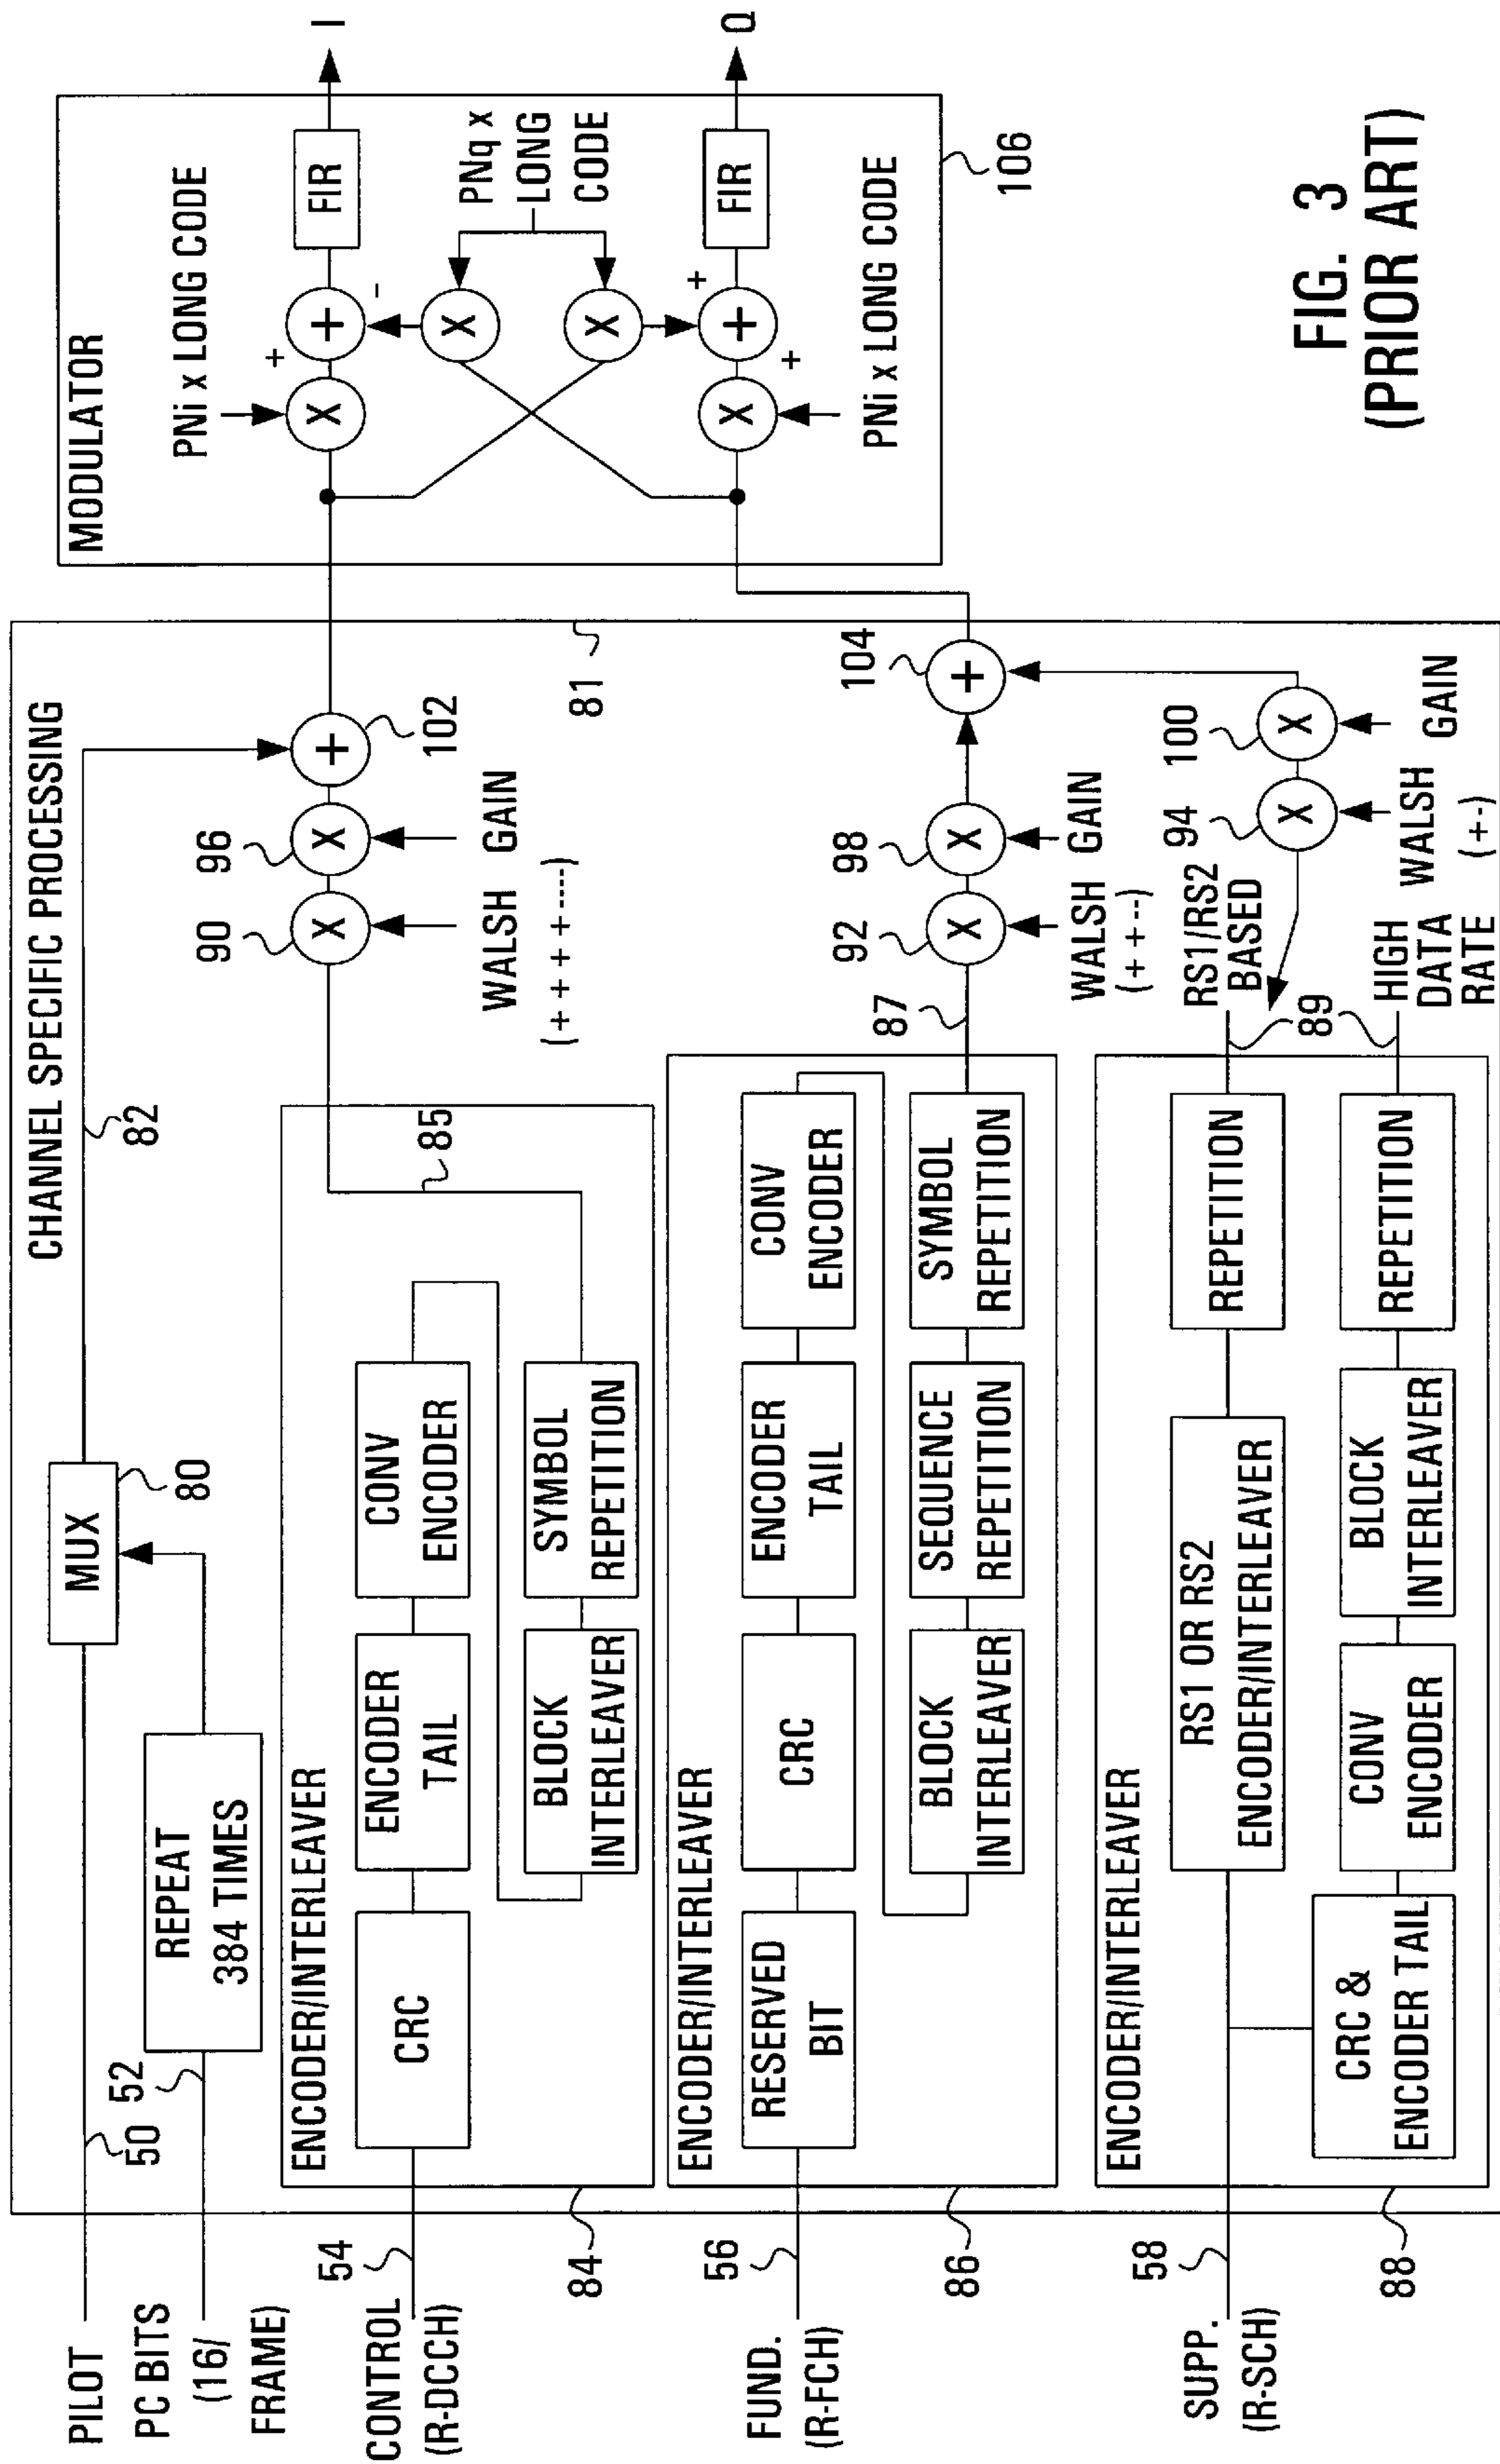 CHANNEL SPECIFIC PROCESSING
PILOT
50
MUX
80
82
PC BITS
(16/
FRAME)
52
REPEAT
384 TIMES
CONTROL
(R-DCCH)
54
84
ENCODER/INTERLEAVER
CRC
ENCODER
TAIL
CONV
ENCODER
BLOCK
INTERLEAVER
SYMBOL
REPETITION
85
90
96
102
WALSH
(+ + + + ----)
GAIN
81
FUND.
(R-FCH)
56
86
ENCODER/INTERLEAVER
RESERVED
BIT
CRC
ENCODER
TAIL
CONV
ENCODER
BLOCK
INTERLEAVER
SEQUENCE
REPETITION
SYMBOL
REPETITION
87
92
98
104
WALSH
(+ + --)
GAIN
SUPP.
(R-SCH)
58
88
ENCODER/INTERLEAVER
RS1 OR RS2
ENCODER/INTERLEAVER
REPETITION
CRC &
ENCODER TAIL
CONV
ENCODER
BLOCK
INTERLEAVER
REPETITION
89
RS1/RS2
BASED
HIGH
DATA
RATE
94
100
WALSH
(+-)
GAIN
X
X
+
X
X
+
X
X
MODULATOR
PNi x LONG CODE
X
+
+
-
FIR
I
PNq x
LONG
CODE
X
X
PNi x LONG CODE
X
+
+
+
FIR
Q
106
FIG. 3
(PRIOR ART)